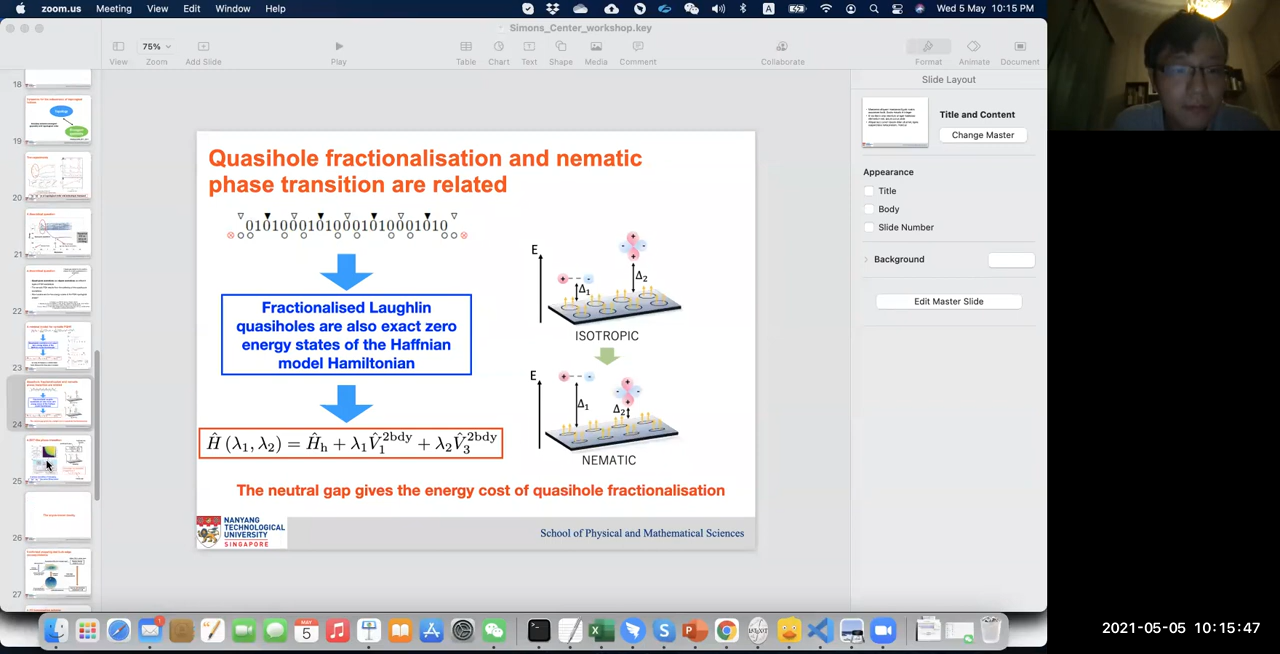 zoom.us Meeting View Edit Window Help
Wed 5 May 10:15 PM
Simons_Center_workshop.key
75%
View Zoom Add Slide Play Table Chart Text Shape Media Comment Collaborate Format Animate Document
Slide Layout
Title and Content
Change Master
Appearance
Title
Body
Slide Number
Background
Edit Master Slide
18
19
20
21
22
23
24
25
26
27
Quasihole fractionalisation and nematic
phase transition are related
0101000101000101000101 0
Fractionalised Laughlin
quasiholes are also exact zero
energy states of the Haffnian
model Hamiltonian
Ĥ (λ₁, λ₂) = Ĥₕ + λ₁V̂₁²ᵇᵈʸ + λ₂V̂₃²ᵇᵈʸ
E
Δ₁
Δ₂
ISOTROPIC
E
Δ₁
Δ₂
NEMATIC
The neutral gap gives the energy cost of quasihole fractionalisation
NANYANG
TECHNOLOGICAL
UNIVERSITY
SINGAPORE
School of Physical and Mathematical Sciences
MAY
5
2021-05-05 10:15:47